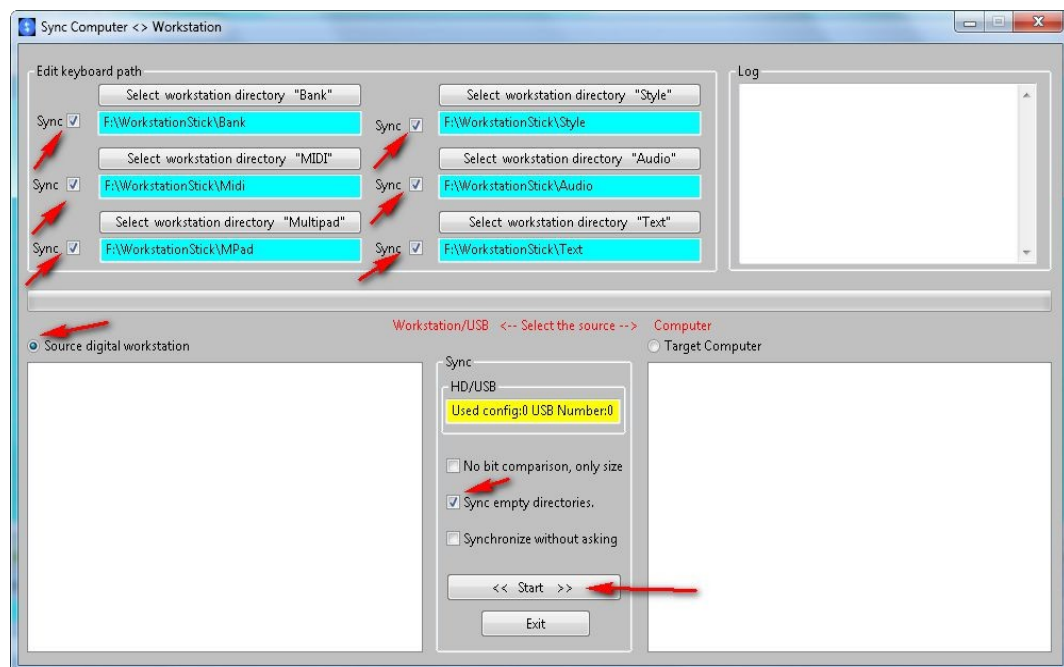 Sync Computer <> Workstation
Edit keyboard path
Log
Select workstation directory "Bank"
Select workstation directory "Style"
Sync
F:\WorkstationStick\Bank
Sync
F:\WorkstationStick\Style
Select workstation directory "MIDI"
Select workstation directory "Audio"
Sync
F:\WorkstationStick\Midi
Sync
F:\WorkstationStick\Audio
Select workstation directory "Multipad"
Select workstation directory "Text"
Sync
F:\WorkstationStick\MPad
Sync
F:\WorkstationStick\Text
Workstation/USB <-- Select the source --> Computer
Source digital workstation
Target Computer
Sync
HD/USB
Used config:0 USB Number:0
No bit comparison, only size
Sync empty directories.
Synchronize without asking
<< Start >>
Exit